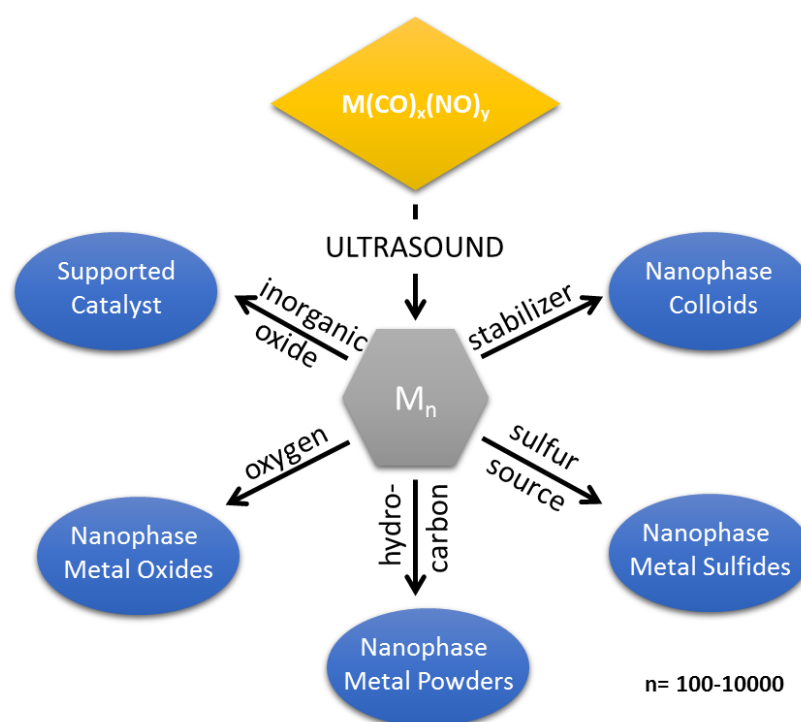 M(CO)x(NO)y
ULTRASOUND
Supported
Catalyst
inorganic
oxide
stabilizer
Nanophase
Colloids
Mn
oxygen
sulfur
source
hydro-
carbon
Nanophase
Metal Oxides
Nanophase
Metal Sulfides
Nanophase
Metal Powders
n= 100-10000